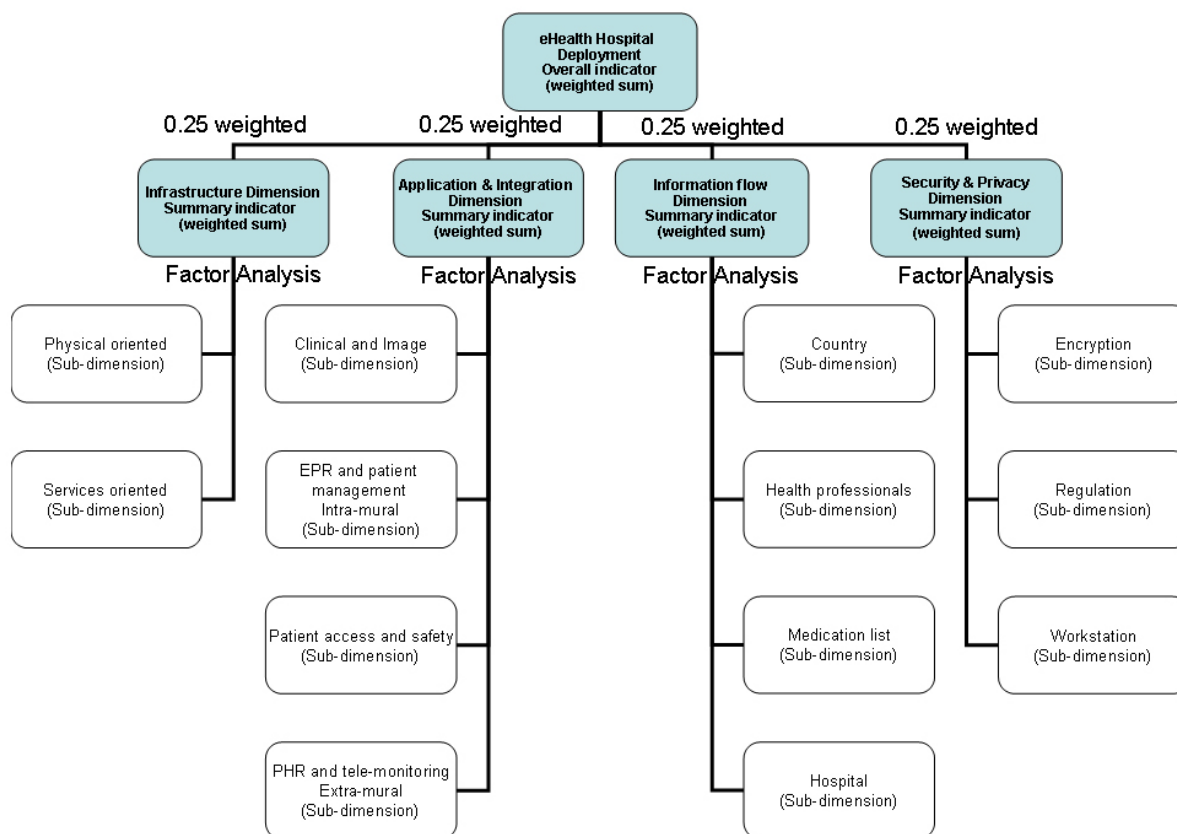 eHealth Hospital
Deployment
Overall indicator
(weighted sum)
0.25 weighted
0.25 weighted
0.25 weighted
0.25 weighted
Infrastructure Dimension
Summary indicator
(weighted sum)
Application & Integration
Dimension
Summary indicator
(weighted sum)
Information flow
Dimension
Summary indicator
(weighted sum)
Security & Privacy
Dimension
Summary indicator
(weighted sum)
Factor Analysis
Factor Analysis
Factor Analysis
Factor Analysis
Physical oriented
(Sub-dimension)
Clinical and Image
(Sub-dimension)
Country
(Sub-dimension)
Encryption
(Sub-dimension)
Services oriented
(Sub-dimension)
EPR and patient
management
Intra-mural
(Sub-dimension)
Health professionals
(Sub-dimension)
Regulation
(Sub-dimension)
Patient access and safety
(Sub-dimension)
Medication list
(Sub-dimension)
Workstation
(Sub-dimension)
PHR and tele-monitoring
Extra-mural
(Sub-dimension)
Hospital
(Sub-dimension)